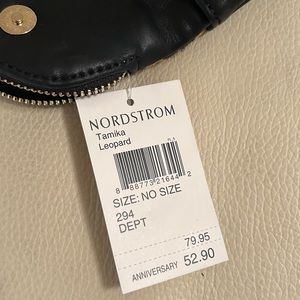 NORDSTROM
Tamika
Leopard
8 88773 21644 2
SIZE: NO SIZE
294
DEPT
79.95
ANNIVERSARY 52.90